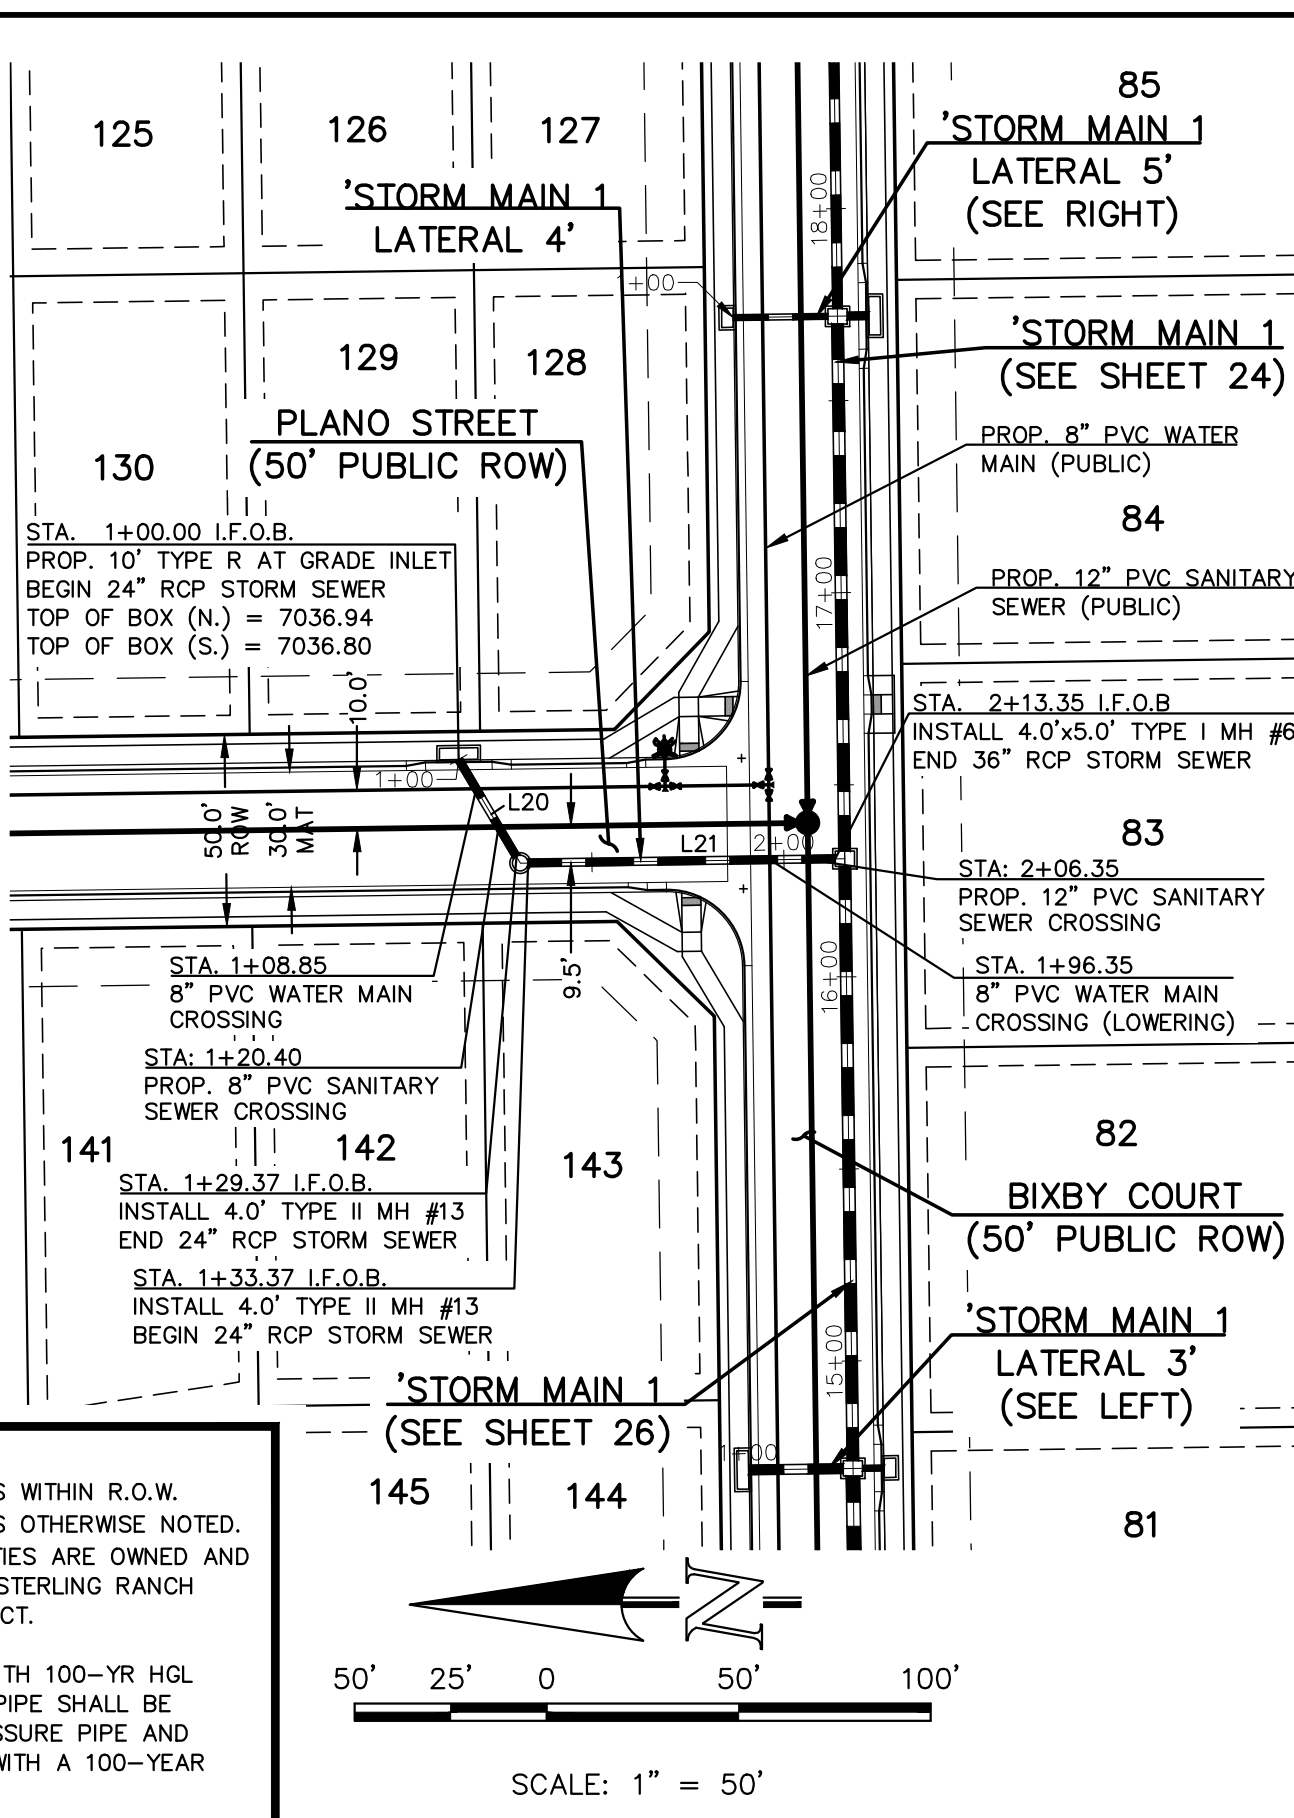 125
126
127
85
'STORM MAIN 1
LATERAL 4'
'STORM MAIN 1
LATERAL 5'
(SEE RIGHT)
18+00
1+00
129
128
'STORM MAIN 1
(SEE SHEET 24)
PLANO STREET
(50' PUBLIC ROW)
130
PROP. 8" PVC WATER
MAIN (PUBLIC)
84
STA. 1+00.00 I.F.O.B.
PROP. 10' TYPE R AT GRADE INLET
BEGIN 24" RCP STORM SEWER
TOP OF BOX (N.) = 7036.94
TOP OF BOX (S.) = 7036.80
17+00
PROP. 12" PVC SANITARY
SEWER (PUBLIC)
10.0'
STA. 2+13.35 I.F.O.B
INSTALL 4.0'x5.0' TYPE I MH #6
END 36" RCP STORM SEWER
1+00
L20
50.0'
ROW
30.0'
MAT
L21
2+00
83
STA: 2+06.35
PROP. 12" PVC SANITARY
SEWER CROSSING
STA. 1+08.85
8" PVC WATER MAIN
CROSSING
9.5'
16+00
STA. 1+96.35
8" PVC WATER MAIN
CROSSING (LOWERING)
STA: 1+20.40
PROP. 8" PVC SANITARY
SEWER CROSSING
141
142
143
82
STA. 1+29.37 I.F.O.B.
INSTALL 4.0' TYPE II MH #13
END 24" RCP STORM SEWER
BIXBY COURT
(50' PUBLIC ROW)
STA. 1+33.37 I.F.O.B.
INSTALL 4.0' TYPE II MH #13
BEGIN 24" RCP STORM SEWER
15+00
'STORM MAIN 1
LATERAL 3'
(SEE LEFT)
'STORM MAIN 1
(SEE SHEET 26)
1+00
145
144
81
S WITHIN R.O.W.
S OTHERWISE NOTED.
TIES ARE OWNED AND
STERLING RANCH
CT.
TH 100-YR HGL
PIPE SHALL BE
SSURE PIPE AND
WITH A 100-YEAR
N
50' 25' 0 50' 100'
SCALE: 1" = 50'